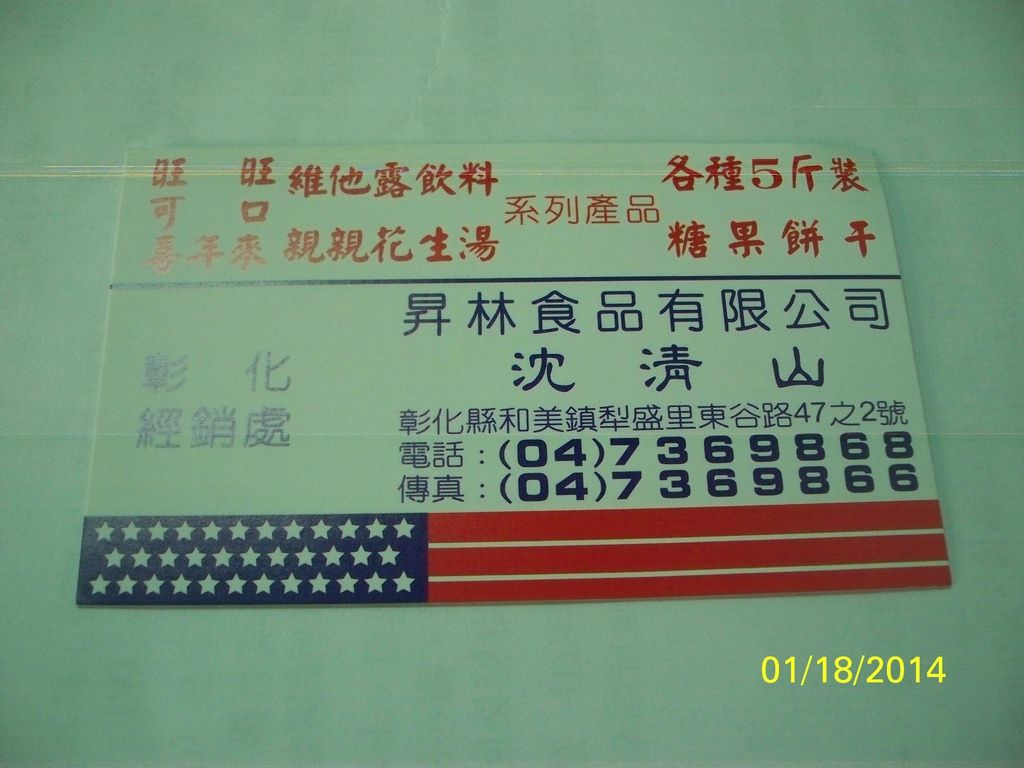 旺旺 維他露飲料 各種5斤裝
可口 系列產品
喜年來 親親花生湯 糖果餅干
昇林食品有限公司
彰化 沈清山
經銷處 彰化縣和美鎮犁盛里東谷路47之2號
電話:(04)7369868
傳真:(04)7369866
01/18/2014